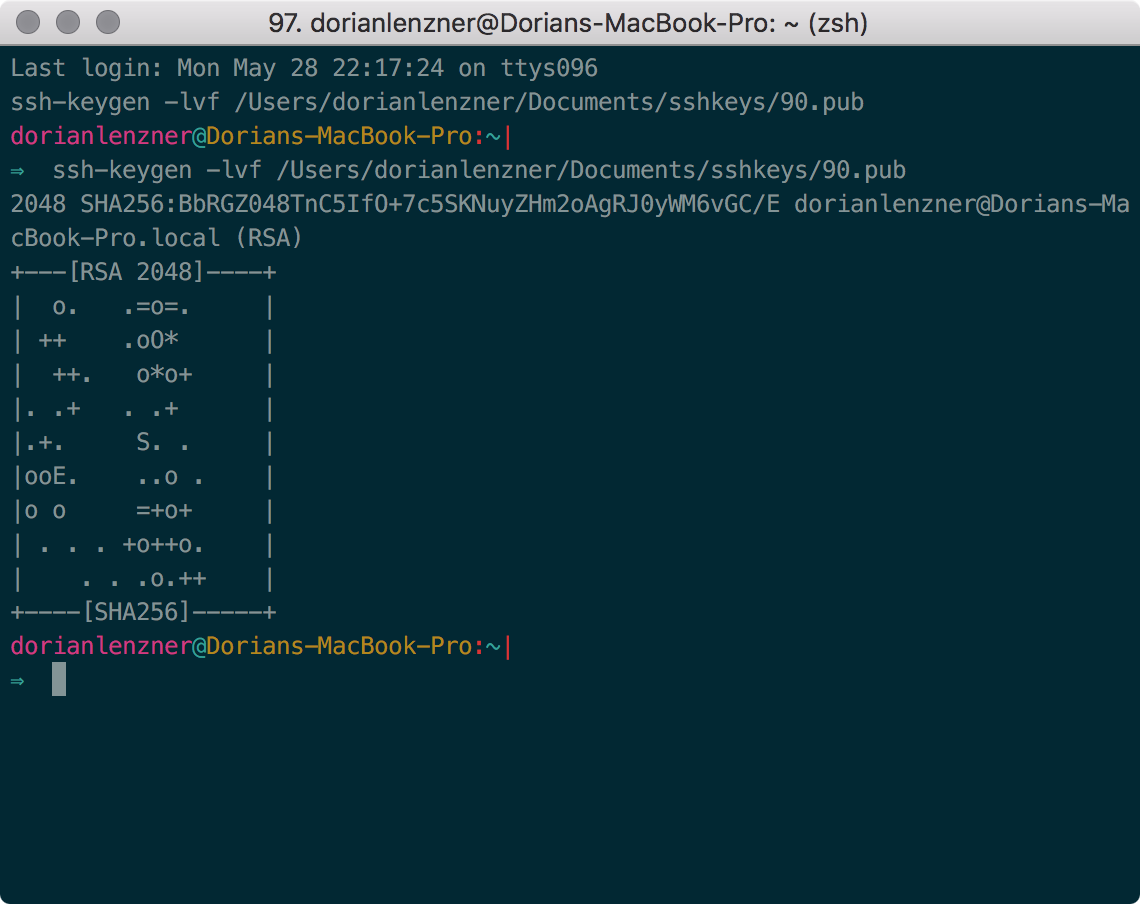 97. dorianlenzner@Dorians-MacBook-Pro: ~ (zsh)
Last login: Mon May 28 22:17:24 on ttys096
ssh-keygen -lvf /Users/dorianlenzner/Documents/sshkeys/90.pub
dorianlenzner@Dorians-MacBook-Pro:~|
⇒  ssh-keygen -lvf /Users/dorianlenzner/Documents/sshkeys/90.pub
2048 SHA256:BbRGZ048TnC5IfO+7c5SKNuyZHm2oAgRJ0yWM6vGC/E dorianlenzner@Dorians-Ma
cBook-Pro.local (RSA)
+---[RSA 2048]----+
|  o.   .=o=.     |
| ++    .oO*      |
|  ++.   o*o+     |
|. .+   . .+      |
|.+.     S. .     |
|ooE.    ..o .    |
|o o     =+o+     |
| . . . +o++o.    |
|    . . .o.++    |
+----[SHA256]-----+
dorianlenzner@Dorians-MacBook-Pro:~|
⇒